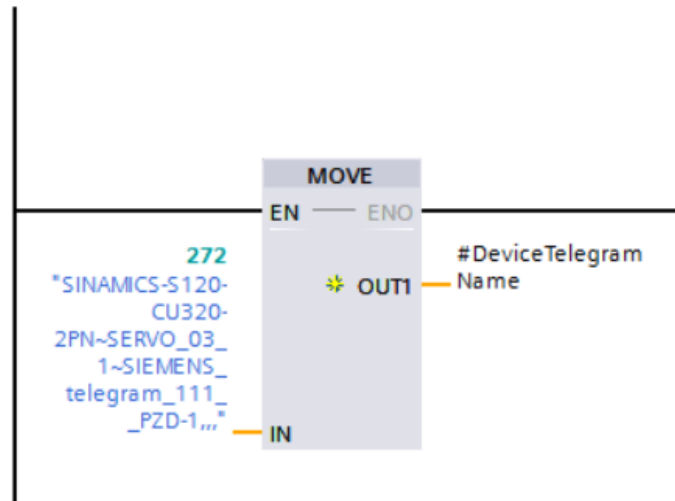 MOVE
EN
ENO
272
"SINAMICS-S120-
CU320-
2PN~SERVO_03_
1~SIEMENS_
telegram_111_
_PZD-1,,,"
IN
OUT1
#DeviceTelegram
Name